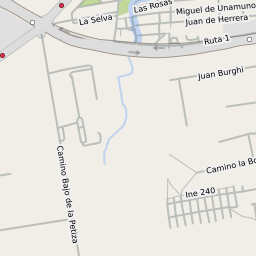 Las Rosas
Miguel de Unamuno
La Selva
Juan de Herrera
Ruta 1
Juan Burghi
Camino la Bo
Ine 240
Camino Bajo de la Petiza